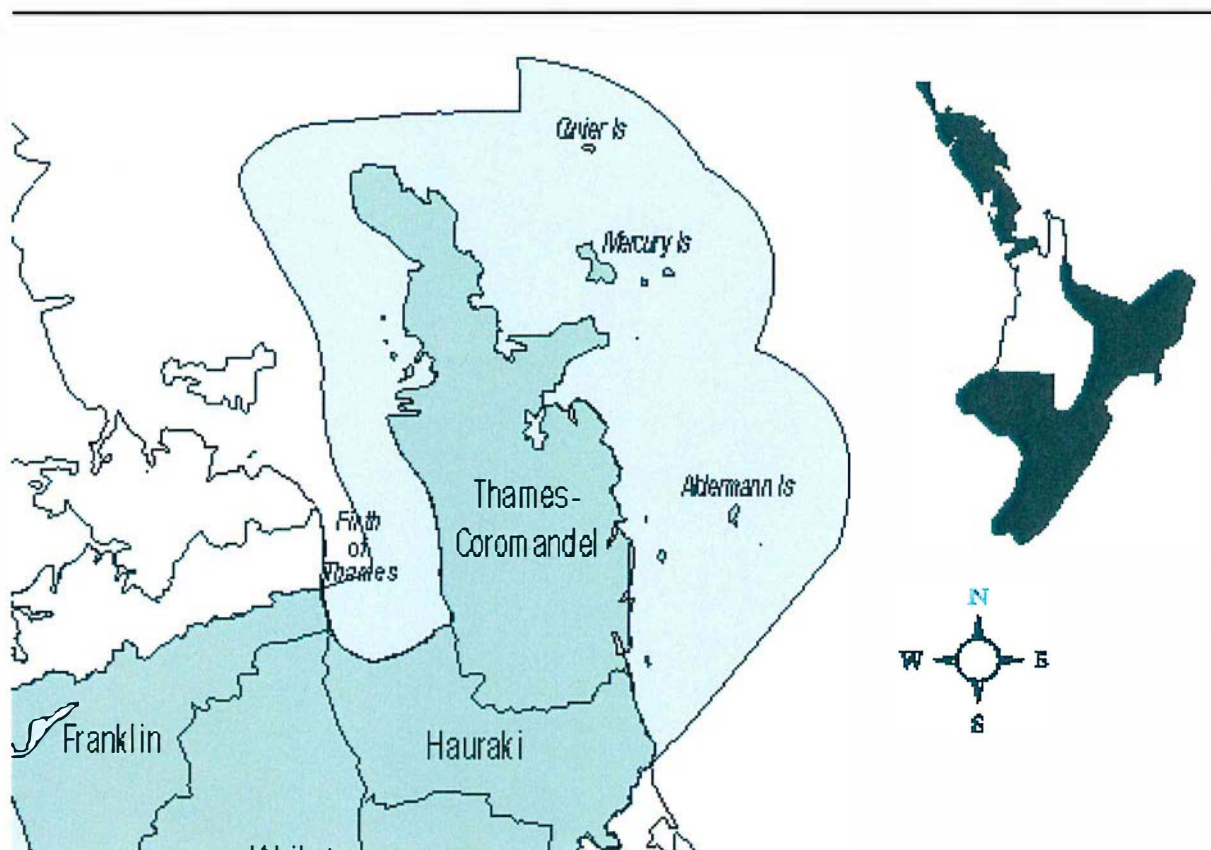 Cuvier Is
Mercury Is
Aldermann Is
Thames-
Coromandel
Firth
of
Thames
Franklin
Hauraki
N
W
E
S